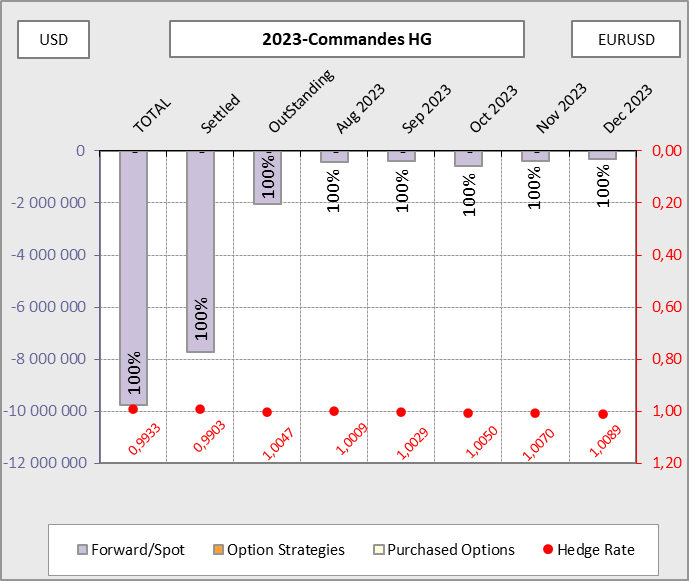 USD
2023-Commandes HG
EURUSD
TOTAL
Settled
OutStanding
Aug 2023
Sep 2023
Oct 2023
Nov 2023
Dec 2023
0
-2 000 000
-4 000 000
-6 000 000
-8 000 000
-10 000 000
-12 000 000
100%
100%
100%
100%
100%
100%
100%
100%
0,9933
0,9903
1,0047
1,0009
1,0029
1,0050
1,0070
1,0089
0,00
0,20
0,40
0,60
0,80
1,00
1,20
Forward/Spot
Option Strategies
Purchased Options
Hedge Rate